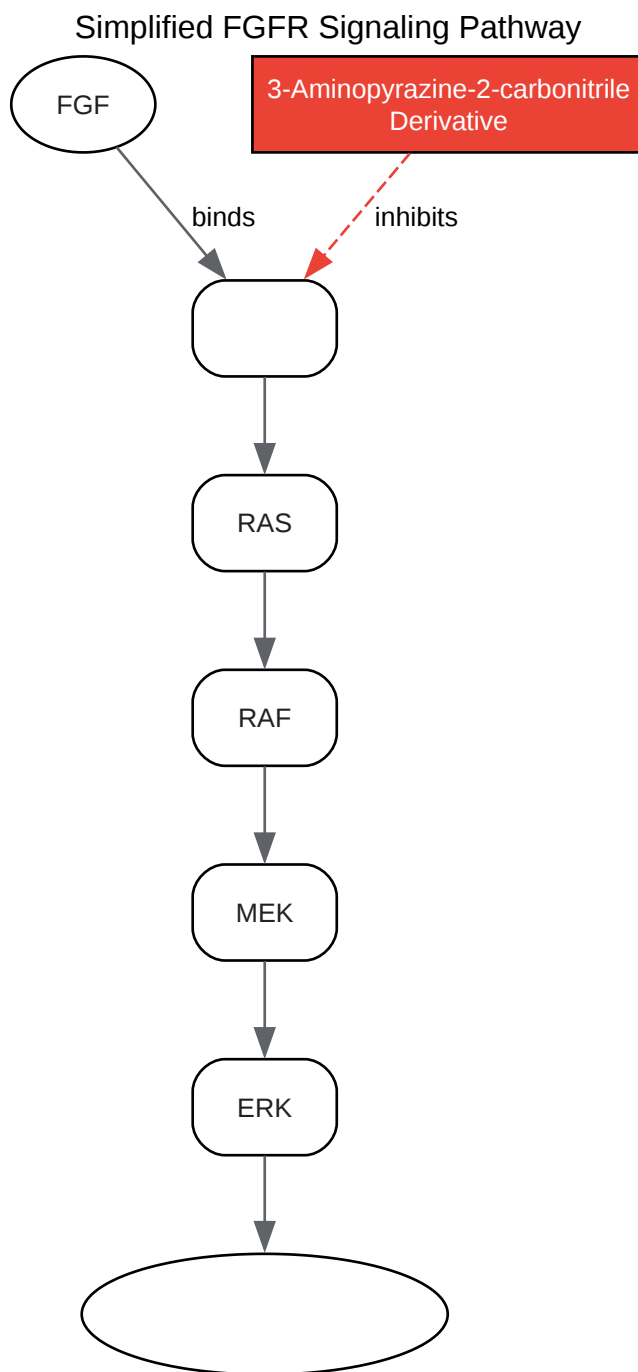 Simplified FGFR Signaling Pathway
FGF
3-Aminopyrazine-2-carbonitrile
Derivative
binds
inhibits
RAS
RAF
MEK
ERK